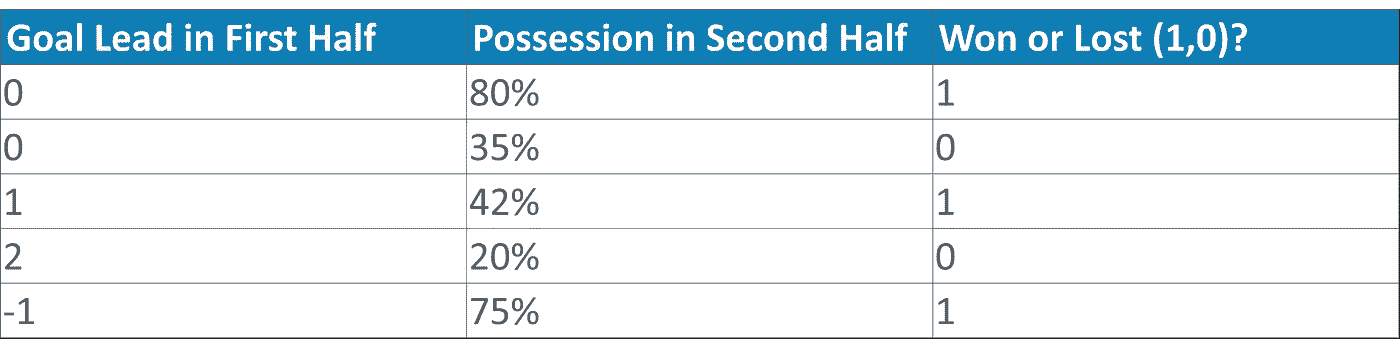 Goal Lead in First Half Possession in Second Half Won or Lost (1,0)?
0 80% 1
0 35% 0
1 42% 1
2 20% 0
-1 75% 1